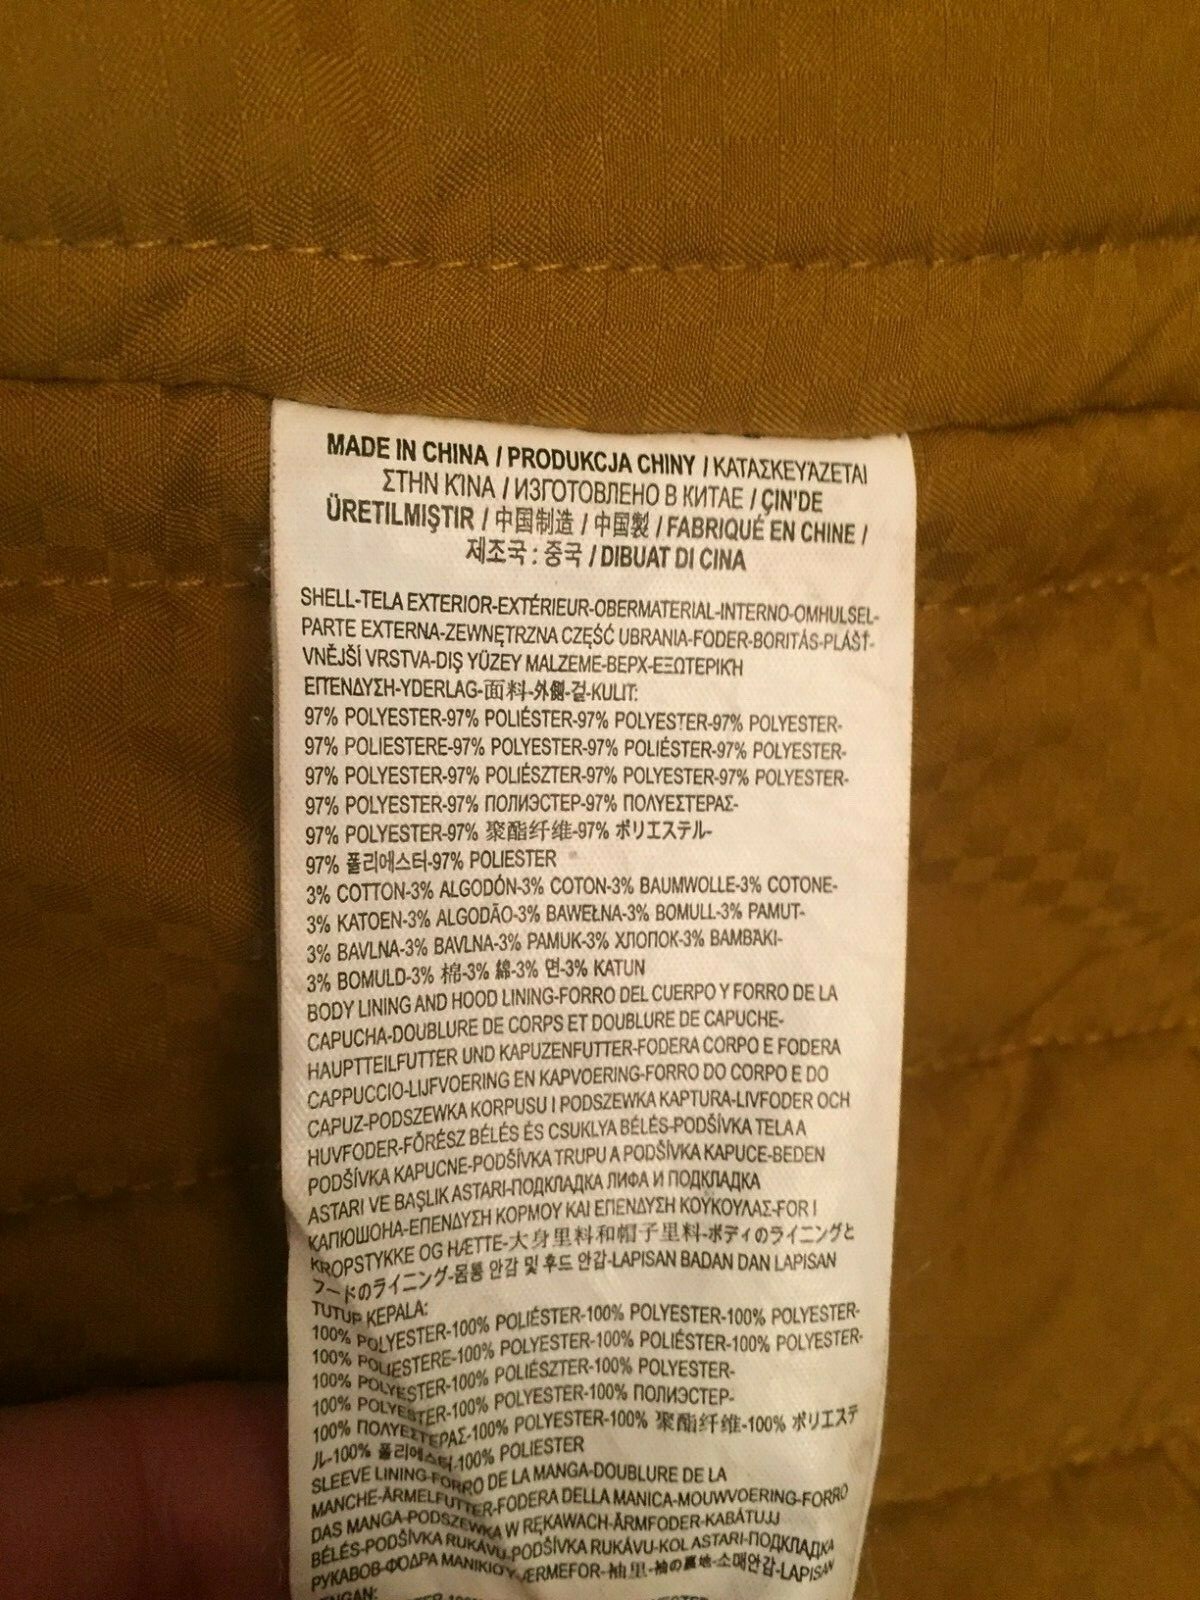 MADE IN CHINA / PRODUKCJA CHINY / ΚΑΤΑΣΚΕΥΆΖΕΤΑΙ
ΣΤΗΝ ΚΊΝΑ / ИЗГОТОВЛЕНО В КИТАЕ / ÇIN'DE
ÜRETILMIŞTIR / 中国制造 / 中国製 / FABRIQUÉ EN CHINE /
제조국 : 중국 / DIBUAT DI CINA
SHELL-TELA EXTERIOR-EXTÉRIEUR-OBERMATERIAL-INTERNO-OMHULSEL-
PARTE EXTERNA-ZEWNĘTRZNA CZĘŚĆ UBRANIA-FODER-BORITÁS-PLÁŠŤ-
VNĚJŠÍ VRSTVA-DIŞ YÜZEY MALZEME-ВЕРХ-ΕΞΩΤΕΡΙΚΉ
ΕΠΕΝΔΥΣΗ-YDERLAG-面料-外側-겉-KULIT:
97% POLYESTER-97% POLIÉSTER-97% POLYESTER-97% POLYESTER-
97% POLIESTERE-97% POLYESTER-97% POLIÉSTER-97% POLYESTER-
97% POLYESTER-97% POLIÉSZTER-97% POLYESTER-97% POLYESTER-
97% POLYESTER-97% ПОЛИЭСТЕР-97% ΠΟΛΥΕΣΤΕΡΑΣ-
97% POLYESTER-97% 聚酯纤维-97% ポリエステル-
97% 폴리에스터-97% POLIESTER
3% COTTON-3% ALGODÓN-3% COTON-3% BAUMWOLLE-3% COTONE-
3% KATOEN-3% ALGODÃO-3% BAWEŁNA-3% BOMULL-3% PAMUT-
3% BAVLNA-3% BAVLNA-3% PAMUK-3% ХЛОПОК-3% ΒΑΜΒΆΚΙ-
3% BOMULD-3% 棉-3% 綿-3% 면-3% KATUN
BODY LINING AND HOOD LINING-FORRO DEL CUERPO Y FORRO DE LA
CAPUCHA-DOUBLURE DE CORPS ET DOUBLURE DE CAPUCHE-
HAUPTTEILFUTTER UND KAPUZENFUTTER-FODERA CORPO E FODERA
CAPPUCCIO-LIJFVOERING EN KAPVOERING-FORRO DO CORPO E DO
CAPUZ-PODSZEWKA KORPUSU I PODSZEWKA KAPTURA-LIVFODER OCH
HUVFODER-FŐRÉSZ BÉLÉS ÉS CSUKLYA BÉLÉS-PODŠÍVKA TELA A
PODŠÍVKA KAPUCNE-PODŠÍVKA TRUPU A PODŠÍVKA KAPUCE-BEDEN
ASTARI VE BAŞLIK ASTARI-ПОДКЛАДКА ЛИФА И ПОДКЛАДКА
КАПЮШОНА-ΕΠΕΝΔΥΣΗ ΚΟΡΜΟΥ ΚΑΙ ΕΠΕΝΔΥΣΗ ΚΟΥΚΟΥΛΑΣ-FOR I
KROPSTYKKE OG HÆTTE-大身里料和帽子里料-ボディのライニングと
フードのライニング-몸통 안감 및 후드 안감-LAPISAN BADAN DAN LAPISAN
TUTUP KEPALA:
100% POLYESTER-100% POLIÉSTER-100% POLYESTER-100% POLYESTER-
100% POLIESTERE-100% POLYESTER-100% POLIÉSTER-100% POLYESTER-
100% POLYESTER-100% POLIÉSZTER-100% POLYESTER-
100% POLYESTER-100% POLYESTER-100% ПОЛИЭСТЕР-
100% ΠΟΛΥΕΣΤΕΡΑΣ-100% POLYESTER-100% 聚酯纤维-100% ポリエステ
ル-100% 폴리에스터-100% POLIESTER
SLEEVE LINING-FORRO DE LA MANGA-DOUBLURE DE LA
MANCHE-ÄRMELFUTTER-FODERA DELLA MANICA-MOUWVOERING-FORRO
DAS MANGA-PODSZEWKA W RĘKAWACH-ÄRMFODER-KABÁTUJJ
BÉLÉS-PODŠÍVKA RUKÁVU-PODŠÍVKA RUKÁVU-KOL ASTARI-ПОДКЛАДКА
РУКАВОВ-ΦΟΔΡΑ ΜΑΝΙΚΙΟΥ-ÆRMEFOR-袖里-袖の裏地-소매안감-LAPISAN